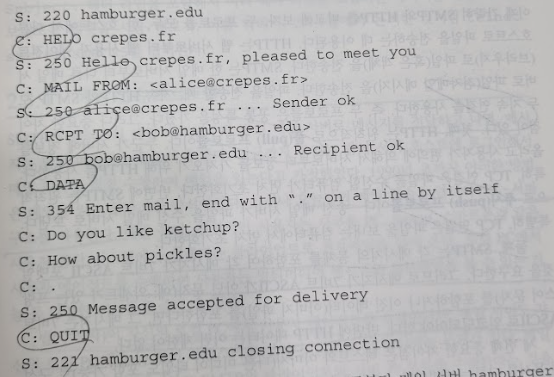 S: 220 hamburger.edu
C: HELO crepes.fr
S: 250 Hello crepes.fr, pleased to meet you
C: MAIL FROM: <alice@crepes.fr>
S: 250 alice@crepes.fr ... Sender ok
C: RCPT TO: <bob@hamburger.edu>
S: 250 bob@hamburger.edu ... Recipient ok
C: DATA
S: 354 Enter mail, end with “.” on a line by itself
C: Do you like ketchup?
C: How about pickles?
C: .
S: 250 Message accepted for delivery
C: QUIT
S: 221 hamburger.edu closing connection
hamburger